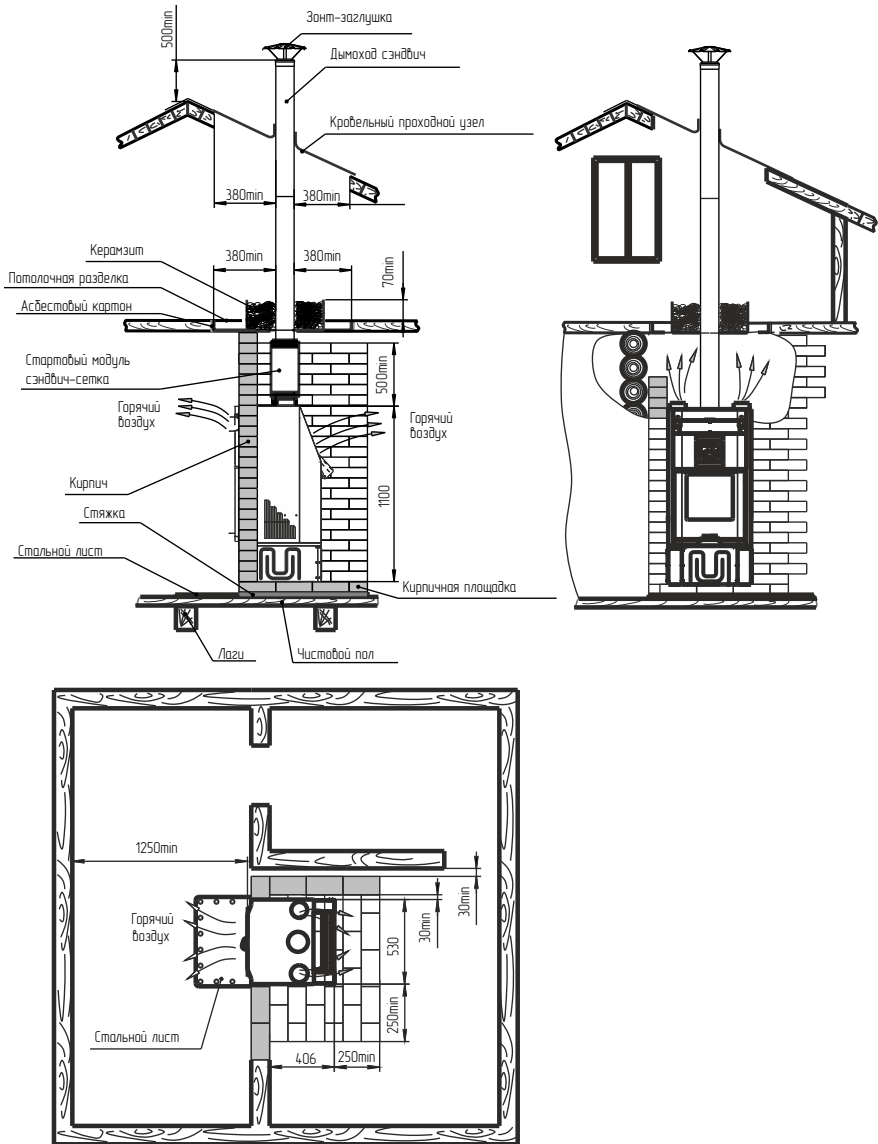 Зонт-заглушка
500min
Дымоход сэндвич
Кровельный проходной узел
380min
380min
Керамзит
380min
380min
70min
Потолочная разделка
Асбестовый картон
Стартовый модуль
сэндвич-сетка
500min
Горячий
воздух
Горячий
воздух
Кирпич
1100
Стяжка
Стальной лист
Кирпичная площадка
Лаги
Чистовой пол
1250min
30min
30min
Горячий
воздух
530
250min
Стальной лист
406
250min